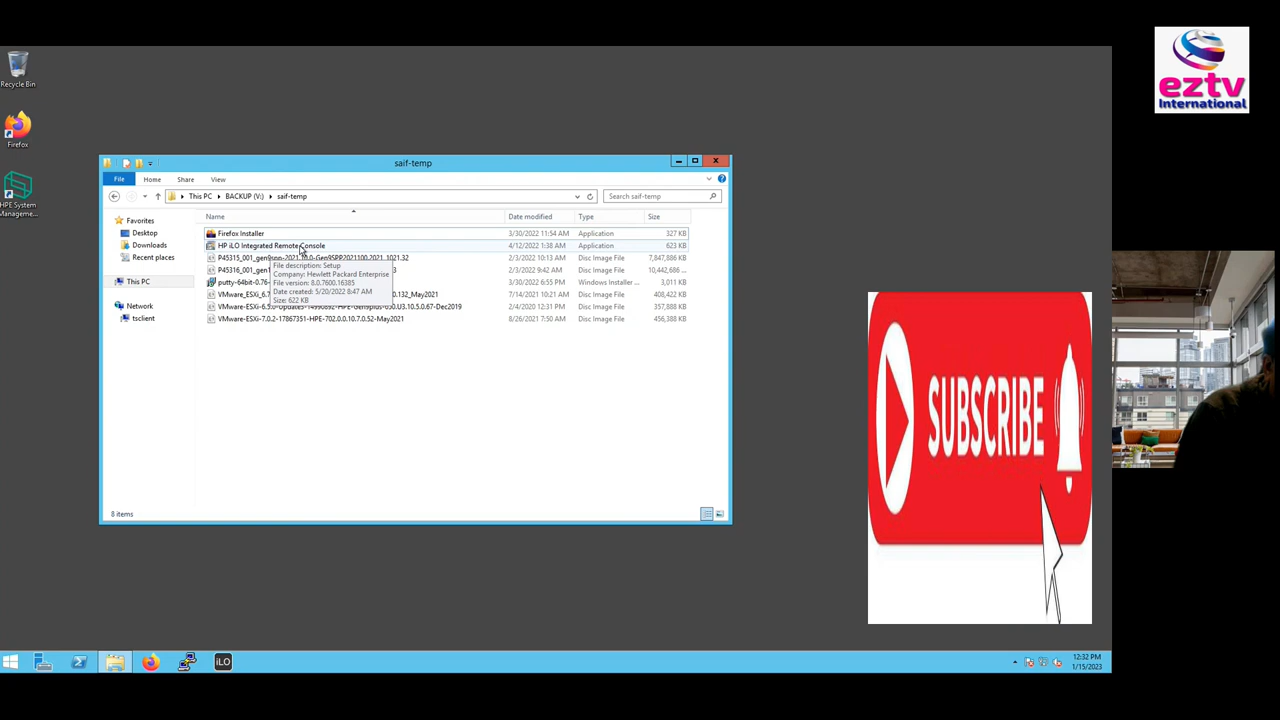 eztv
International
Recycle Bin
Firefox
HPE System
Manageme...
saif-temp
File Home Share View
This PC BACKUP (V:) saif-temp Search saif-temp
Name Date modified Type Size
Favorites
Desktop
Downloads
Recent places
This PC
Network
tsclient
Firefox Installer 3/30/2022 11:54 AM Application 327 KB
HP iLO Integrated Remote Console 4/12/2022 1:38 AM Application 623 KB
2/3/2022 10:13 AM Disc Image File 7,847,886 KB
P45316_001_gen1 3 2/3/2022 9:42 AM Disc Image File 10,442,686 ...
putty-64bit-0.76- 3/30/2022 6:55 PM Windows Installer ... 3,011 KB
VMware_ESXi_6.7 .132_May2021 7/14/2021 10:21 AM Disc Image File 408,422 KB
2/4/2020 12:31 PM Disc Image File 357,888 KB
VMware-ESXi-7.0.2-17867351-HPE-702.0.0.10.7.0.52-May2021 8/26/2021 7:50 AM Disc Image File 456,388 KB
File description: Setup
Company: Hewlett Packard Enterprise
File version: 8.0.7600.16385
Date created: 5/20/2022 8:47 AM
Size: 622 KB
8 items
SUBSCRIBE
iLO
12:32 PM
1/15/2023